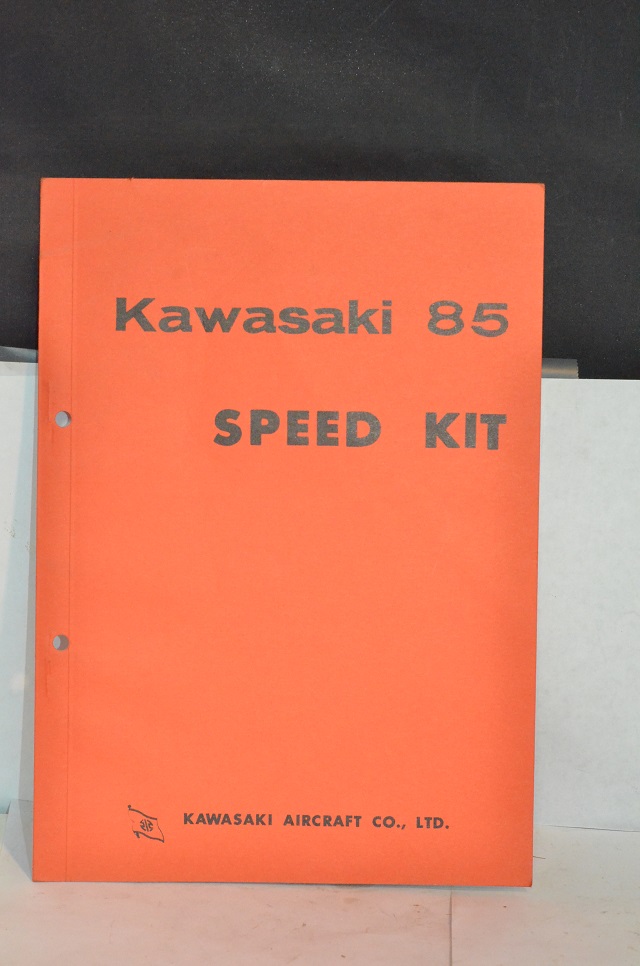 Kawasaki 85
SPEED KIT
KAWASAKI AIRCRAFT CO., LTD.